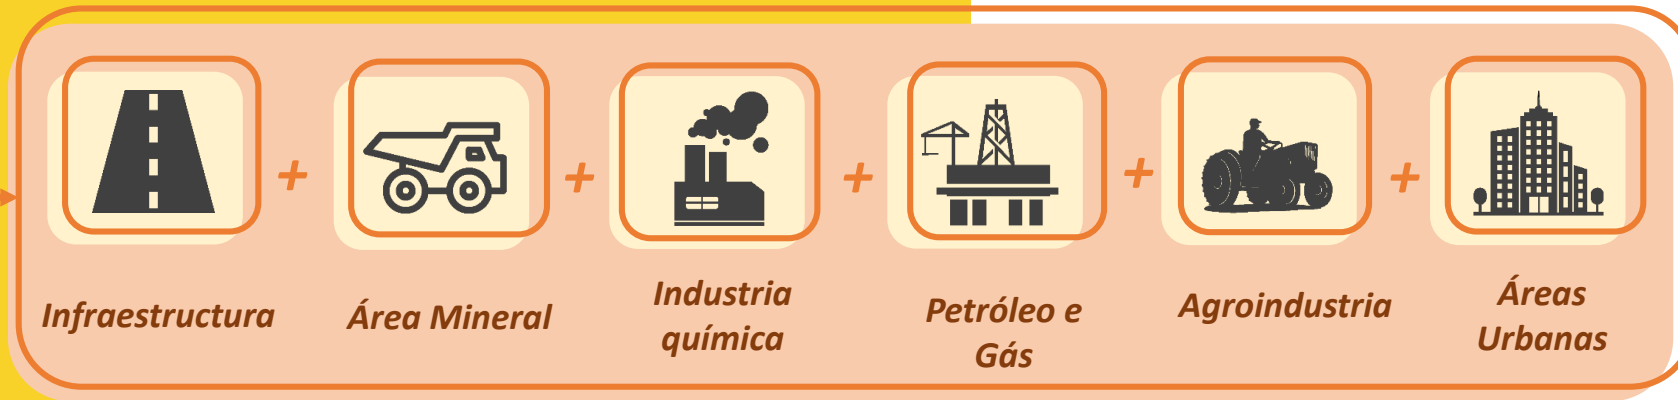 + + + + +
Infraestructura
Área Mineral
Industria
química
Petróleo e
Gás
Agroindustria
Áreas
Urbanas